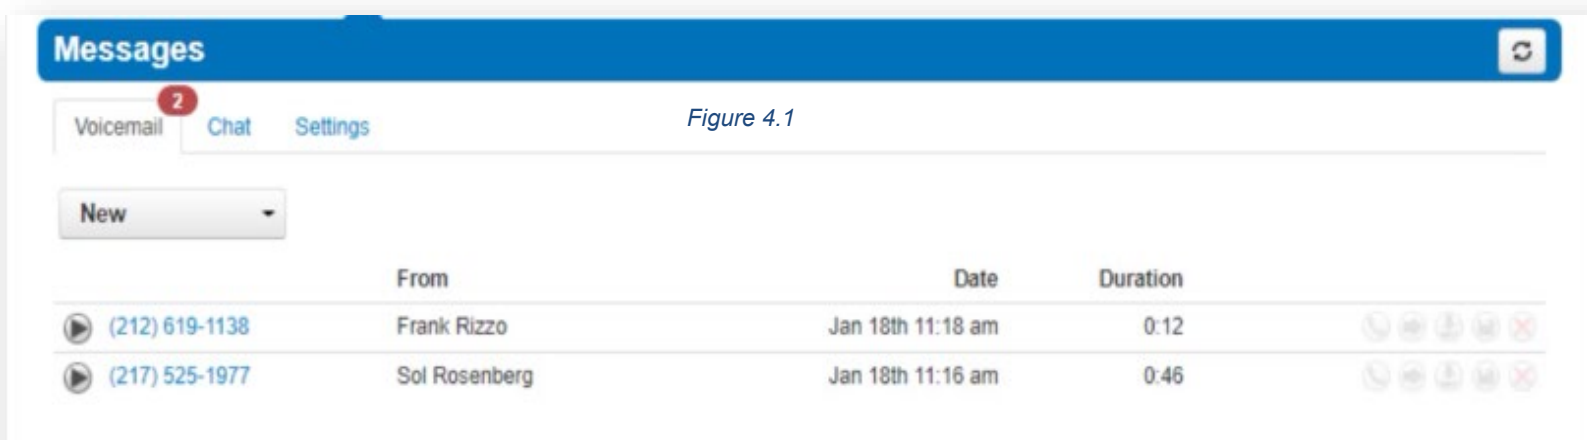 Messages
2
Voicemail Chat Settings
Figure 4.1
New
From Date Duration
(212) 619-1138 Frank Rizzo Jan 18th 11:18 am 0:12
(217) 525-1977 Sol Rosenberg Jan 18th 11:16 am 0:46